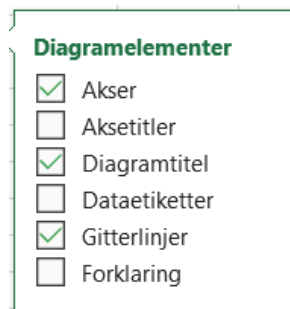 Diagramelementer
Akser
Aksetitler
Diagramtitel
Dataetiketter
Gitterlinjer
Forklaring